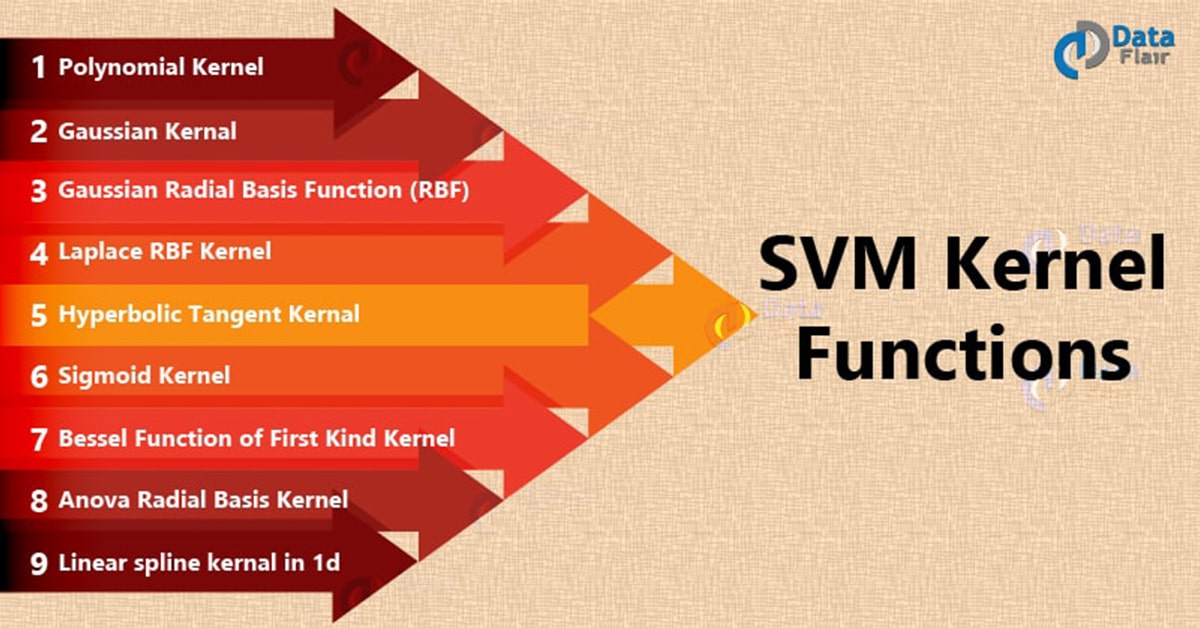 1 Polynomial Kernel
2 Gaussian Kernal
3 Gaussian Radial Basis Function (RBF)
4 Laplace RBF Kernel
5 Hyperbolic Tangent Kernal
6 Sigmoid Kernel
7 Bessel Function of First Kind Kernel
8 Anova Radial Basis Kernel
9 Linear spline kernal in 1d
Data
Flair
SVM Kernel
Functions
Data
Data